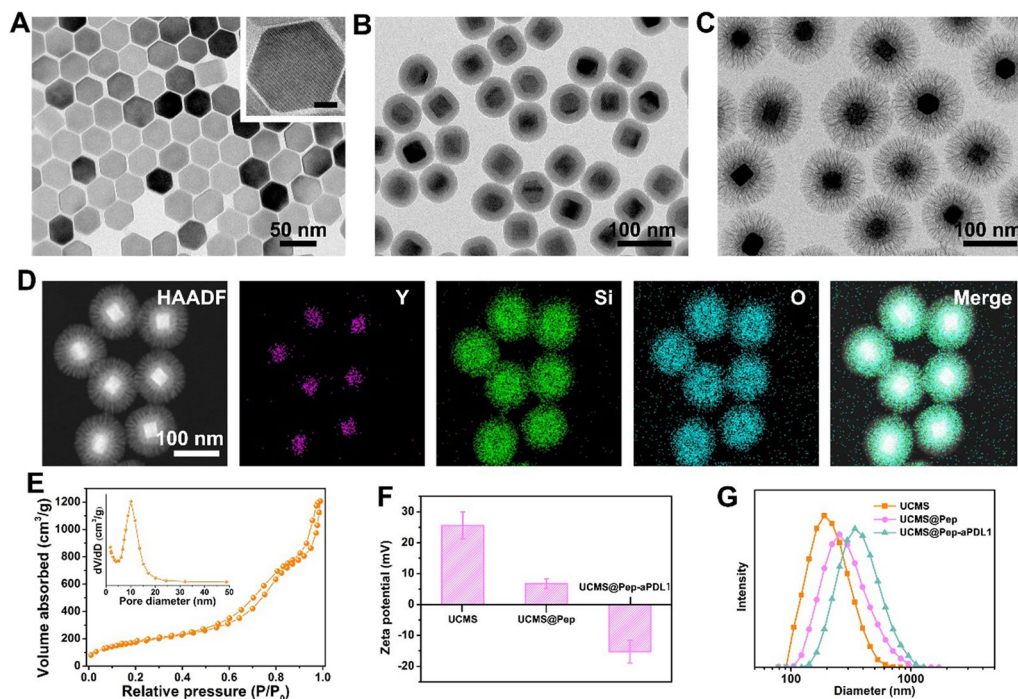 A
50 nm
B
100 nm
C
100 nm
D
HAADF
100 nm
Y
Si
O
Merge
E
Volume absorbed (cm³/g)
1200
1000
800
600
400
200
0
dV/dD (cm³/g)
0 10 20 30 40 50
Pore diameter (nm)
0.0 0.2 0.4 0.6 0.8 1.0
Relative pressure (P/P₀)
F
Zeta potential (mV)
30
20
10
0
-10
-20
UCMS
UCMS@Pep
UCMS@Pep-aPDL1
G
UCMS
UCMS@Pep
UCMS@Pep-aPDL1
Intensity
100 1000
Diameter (nm)